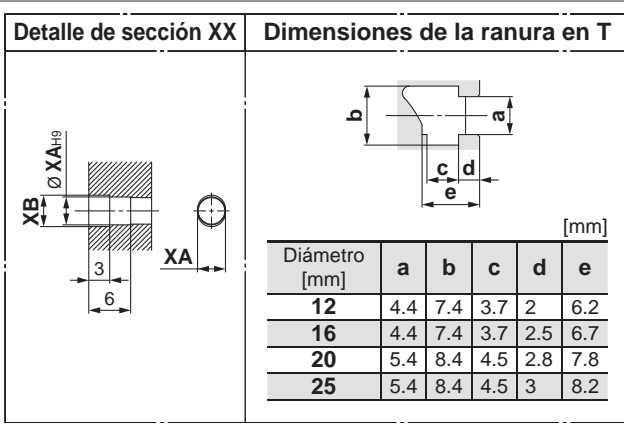 Detalle de sección XX
Dimensiones de la ranura en T
Ø XAH9
XB
XA
3
6
b
a
c d
e
[mm]
Diámetro [mm] a b c d e
12 4.4 7.4 3.7 2 6.2
16 4.4 7.4 3.7 2.5 6.7
20 5.4 8.4 4.5 2.8 7.8
25 5.4 8.4 4.5 3 8.2